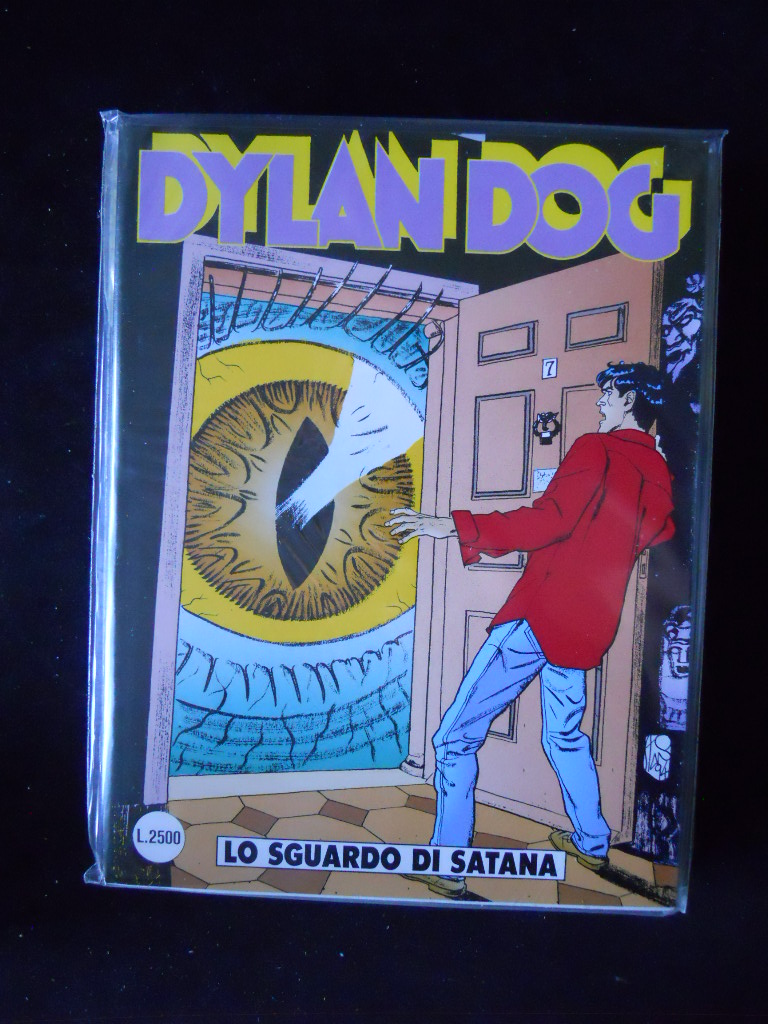 DYLAN DOG
7
L.2500
LO SGUARDO DI SATANA